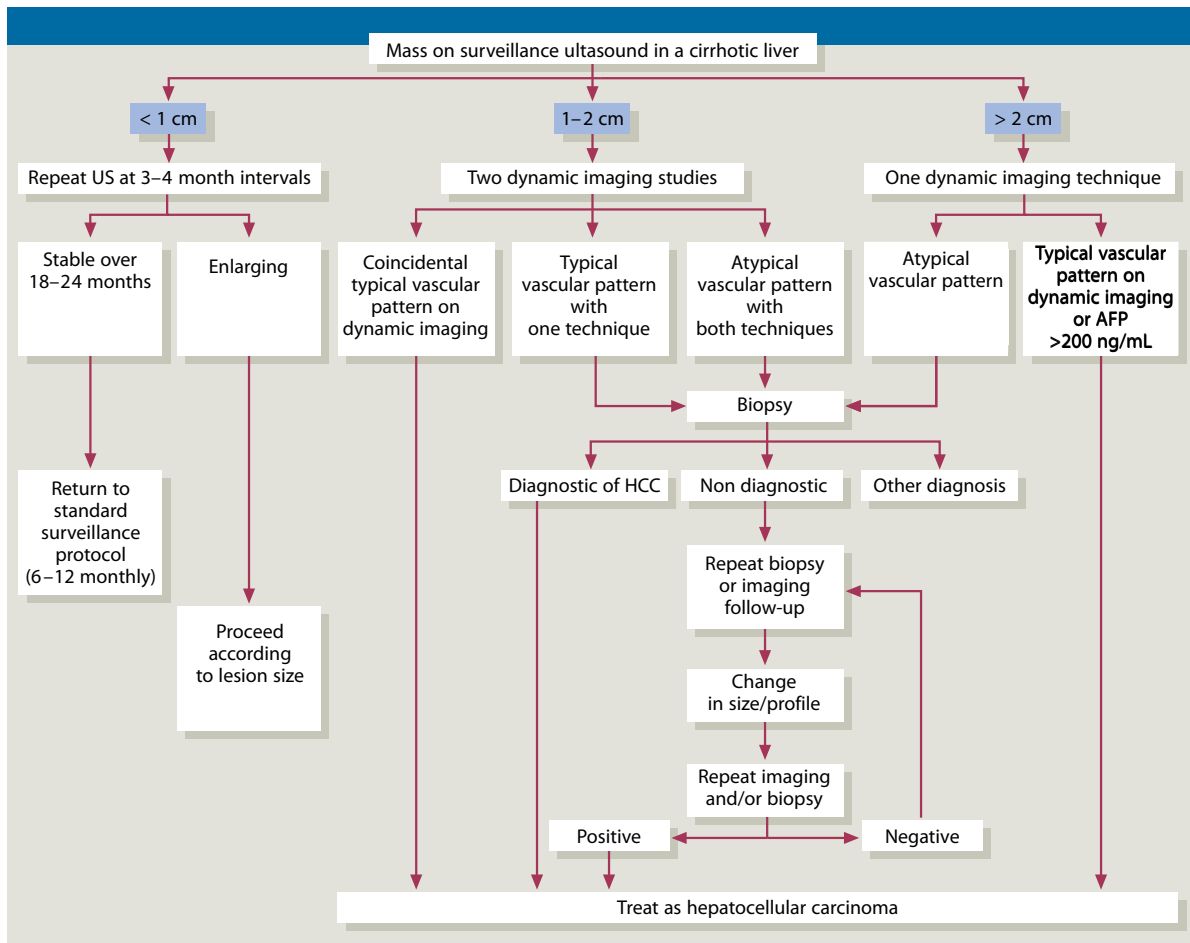 Mass on surveillance ultasound in a cirrhotic liver
< 1 cm
1–2 cm
> 2 cm
Repeat US at 3–4 month intervals
Two dynamic imaging studies
One dynamic imaging technique
Stable over
18–24 months
Enlarging
Coincidental
typical vascular
pattern on
dynamic imaging
Typical
vascular pattern
with one
technique
Atypical
vascular pattern
with both
techniques
Atypical
vascular pattern
Typical vascular
pattern on
dynamic imaging
or AFP
>200 ng/mL
Biopsy
Return to
standard
surveillance
protocol
(6–12 monthly)
Diagnostic of HCC
Non diagnostic
Other diagnosis
Repeat biopsy
or imaging
follow-up
Proceed
according
to lesion size
Change
in size/profile
Repeat imaging
and/or biopsy
Positive
Negative
Treat as hepatocellular carcinoma